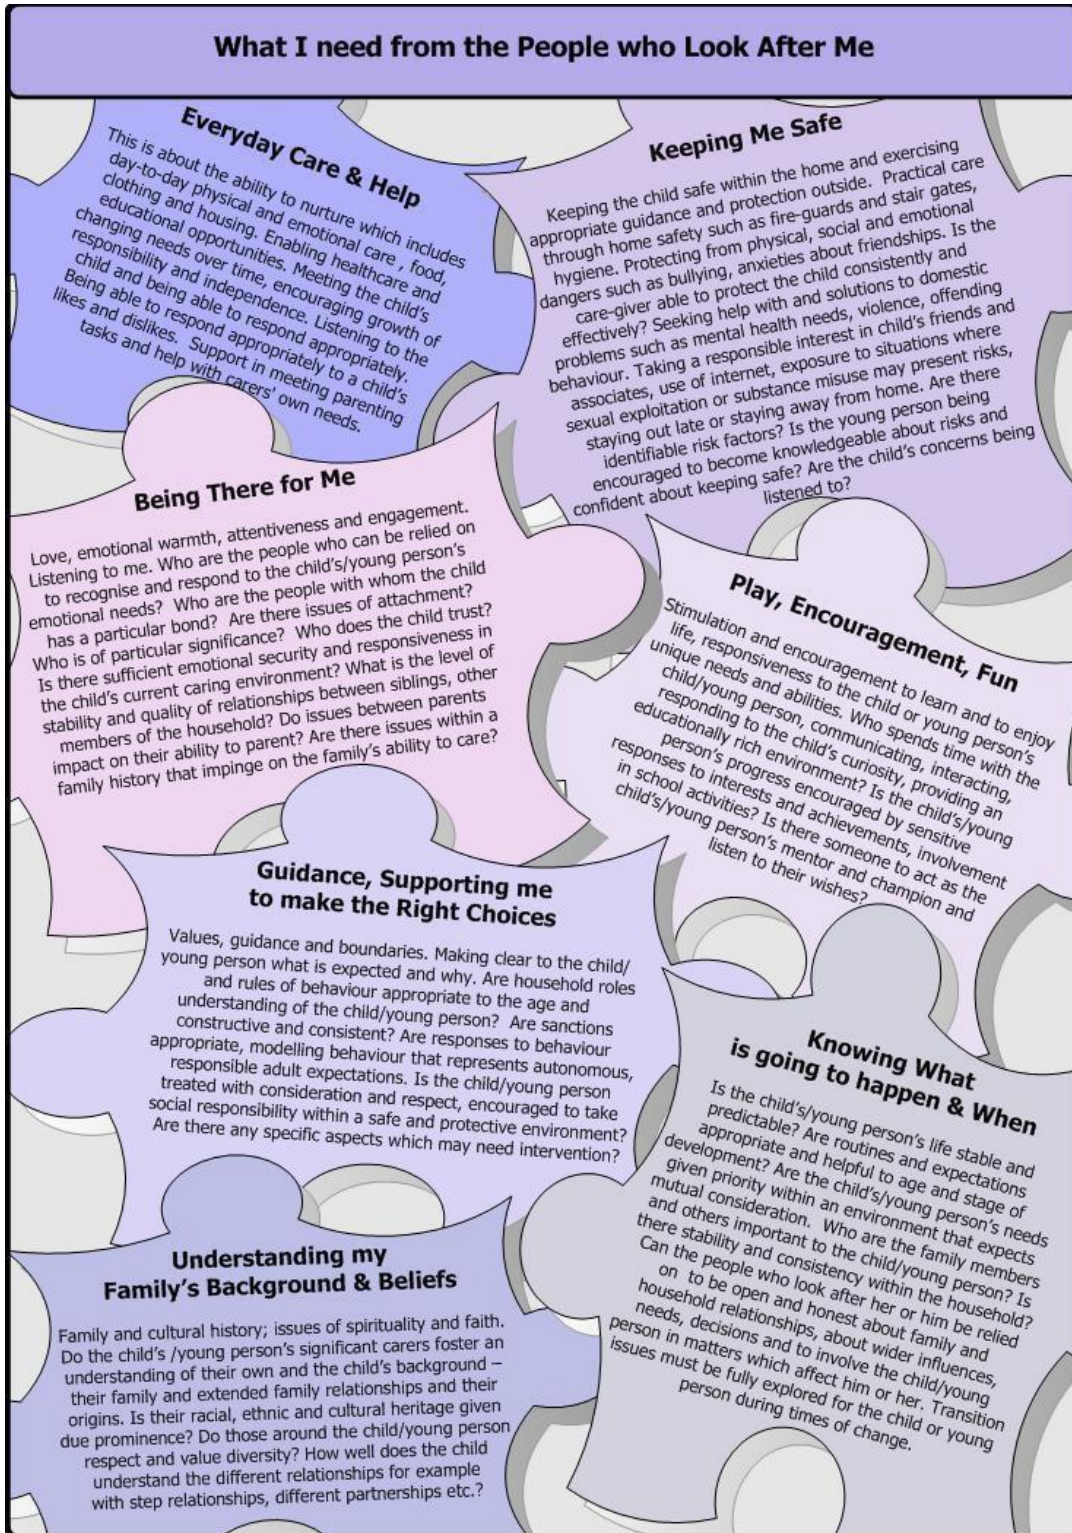 What I need from the People who Look After Me
Everyday Care & Help
This is about the ability to nurture which includes
day-to-day physical and emotional care , food,
clothing and housing. Enabling healthcare and
educational opportunities. Meeting the child's
changing needs over time, encouraging growth of
responsibility and independence. Listening to the
child and being able to respond appropriately.
Being able to respond appropriately to a child's
likes and dislikes. Support in meeting parenting
tasks and help with carers' own needs.
Keeping Me Safe
Keeping the child safe within the home and exercising
appropriate guidance and protection outside. Practical care
through home safety such as fire-guards and stair gates,
hygiene. Protecting from physical, social and emotional
dangers such as bullying, anxieties about friendships. Is the
care-giver able to protect the child consistently and
effectively? Seeking help with and solutions to domestic
problems such as mental health needs, violence, offending
behaviour. Taking a responsible interest in child's friends and
associates, use of internet, exposure to situations where
sexual exploitation or substance misuse may present risks,
staying out late or staying away from home. Are there
identifiable risk factors? Is the young person being
encouraged to become knowledgeable about risks and
confident about keeping safe? Are the child's concerns being
listened to?
Being There for Me
Love, emotional warmth, attentiveness and engagement.
Listening to me. Who are the people who can be relied on
to recognise and respond to the child's/young person's
emotional needs? Who are the people with whom the child
has a particular bond? Are there issues of attachment?
Who is of particular significance? Who does the child trust?
Is there sufficient emotional security and responsiveness in
the child's current caring environment? What is the level of
stability and quality of relationships between siblings, other
members of the household? Do issues between parents
impact on their ability to parent? Are there issues within a
family history that impinge on the family's ability to care?
Play, Encouragement, Fun
Stimulation and encouragement to learn and to enjoy
life, responsiveness to the child or young person's
unique needs and abilities. Who spends time with the
child/young person, communicating, interacting,
responding to the child's curiosity, providing an
educationally rich environment? Is the child's/young
person's progress encouraged by sensitive
responses to interests and achievements, involvement
in school activities? Is there someone to act as the
child's/young person's mentor and champion and
listen to their wishes?
Guidance, Supporting me
to make the Right Choices
Values, guidance and boundaries. Making clear to the child/
young person what is expected and why. Are household roles
and rules of behaviour appropriate to the age and
understanding of the child/young person? Are sanctions
constructive and consistent? Are responses to behaviour
appropriate, modelling behaviour that represents autonomous,
responsible adult expectations. Is the child/young person
treated with consideration and respect, encouraged to take
social responsibility within a safe and protective environment?
Are there any specific aspects which may need intervention?
Knowing What
is going to happen & When
Is the child's/young person's life stable and
predictable? Are routines and expectations
appropriate and helpful to age and stage of
development? Are the child's/young person's needs
given priority within an environment that expects
mutual consideration. Who are the family members
and others important to the child/young person? Is
there stability and consistency within the household?
Can the people who look after her or him be relied
on to be open and honest about family and
household relationships, about wider influences,
needs, decisions and to involve the child/young
person in matters which affect him or her. Transition
issues must be fully explored for the child or young
person during times of change.
Understanding my
Family's Background & Beliefs
Family and cultural history; issues of spirituality and faith.
Do the child's /young person's significant carers foster an
understanding of their own and the child's background –
their family and extended family relationships and their
origins. Is their racial, ethnic and cultural heritage given
due prominence? Do those around the child/young person
respect and value diversity? How well does the child
understand the different relationships for example
with step relationships, different partnerships etc.?